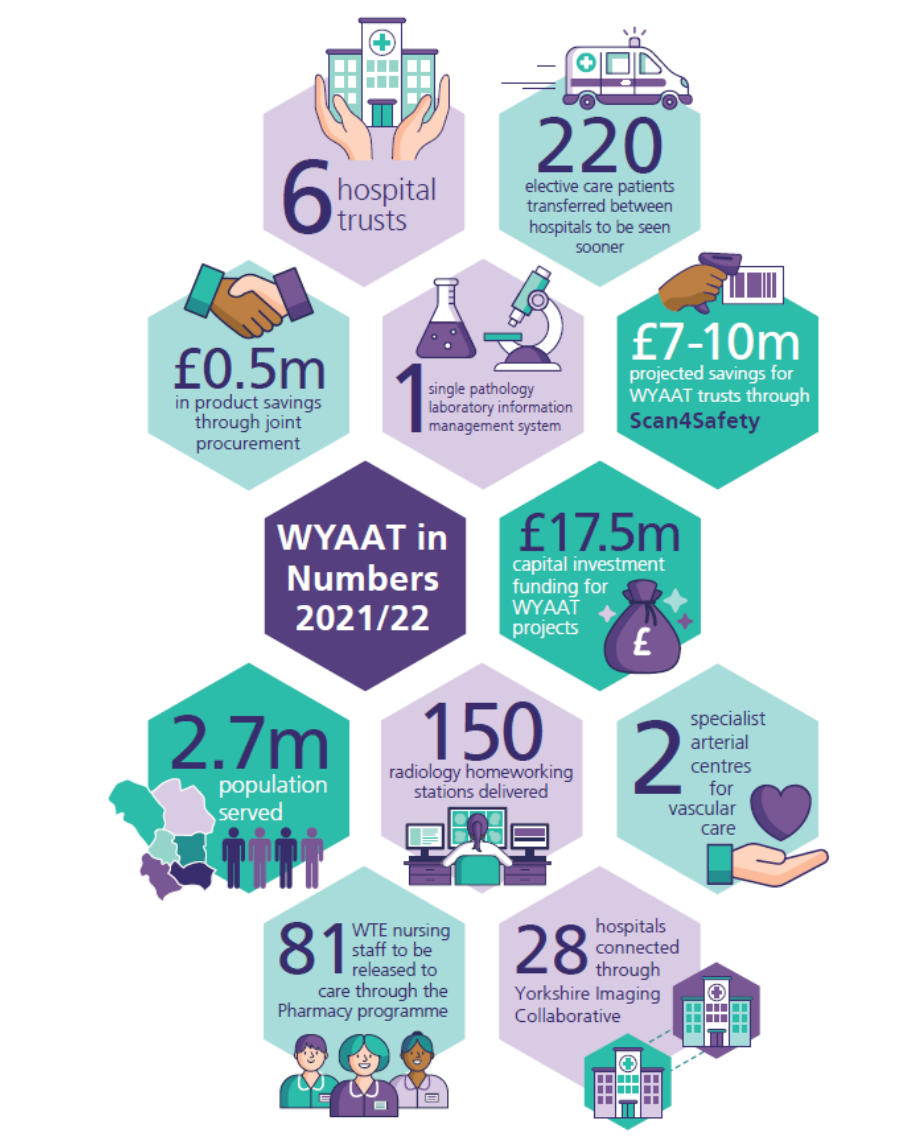 6 hospital
trusts
220
elective care patients
transferred between
hospitals to be seen
sooner
£0.5m
in product savings
through joint
procurement
1 single pathology
laboratory information
management system
£7-10m
projected savings for
WYAAT trusts through
Scan4Safety
WYAAT in
Numbers
2021/22
£17.5m
capital investment
funding for
WYAAT
projects
£
2.7m
population
served
150
radiology homeworking
stations delivered
2 specialist
arterial
centres
for
vascular
care
81 WTE nursing
staff to be
released to
care through the
Pharmacy programme
28 hospitals
connected
through
Yorkshire Imaging
Collaborative